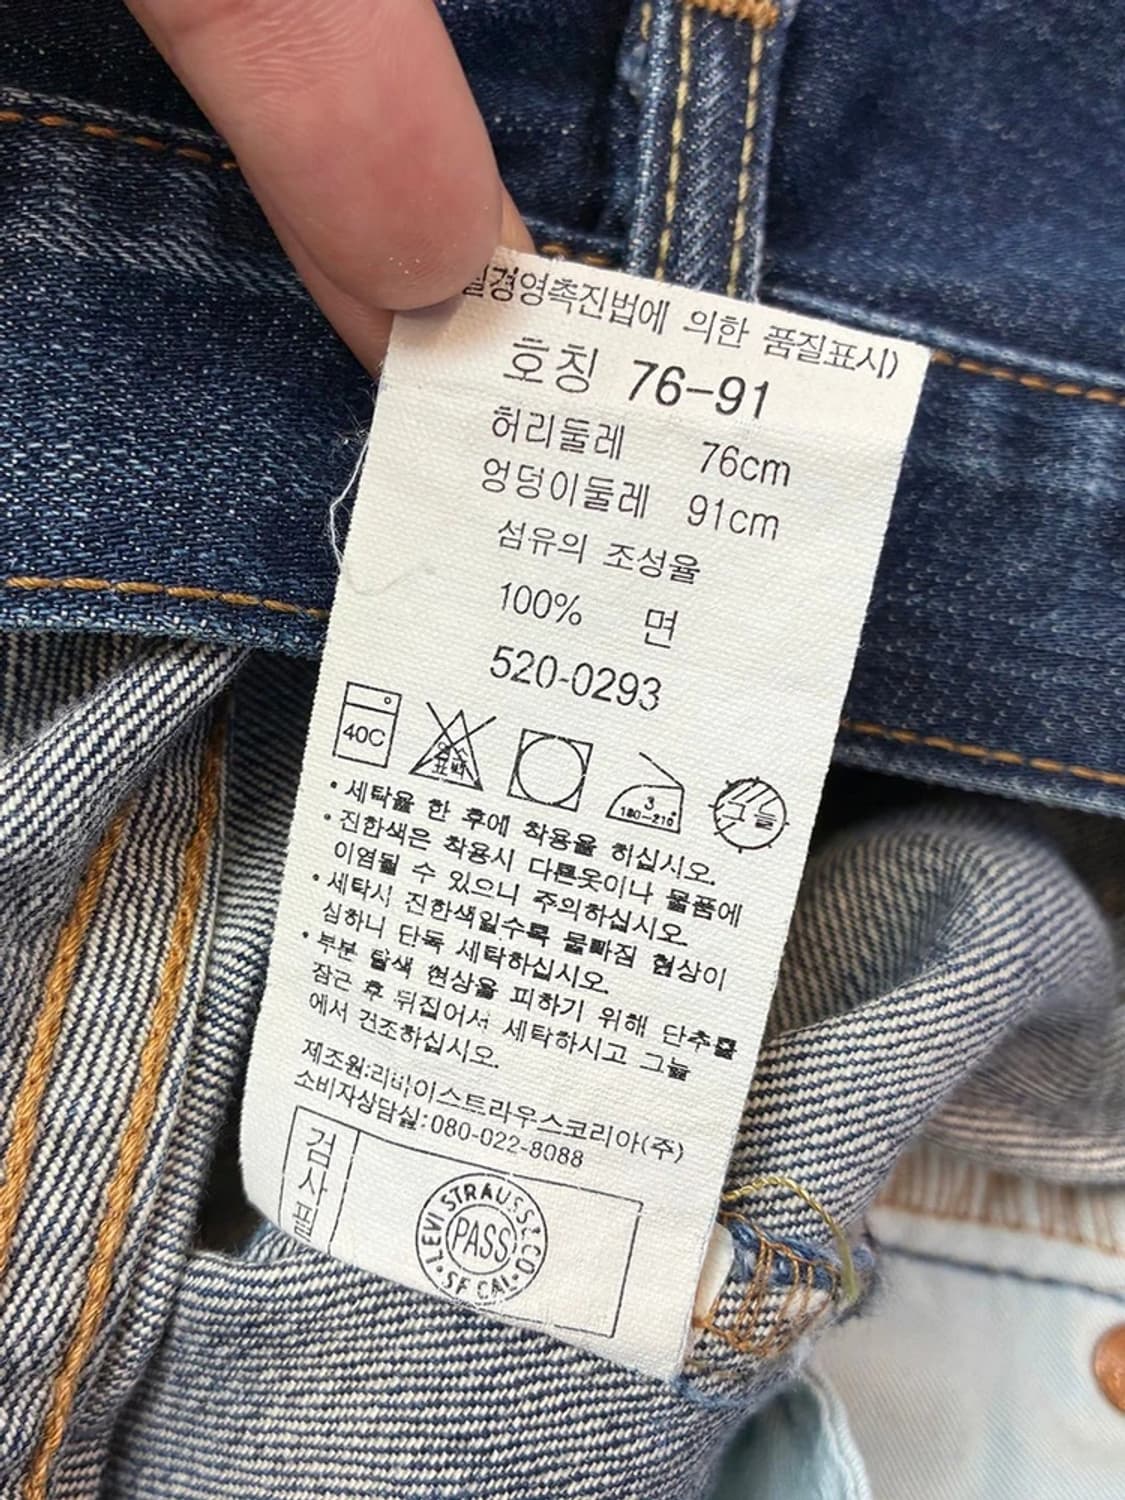 경영촉진법에 의한 품질표시)
호칭 76-91
허리둘레 76cm
엉덩이둘레 91cm
섬유의 조성율
100% 면
520-0293
40C
염소표백
3 180-210
그늘
• 세탁을 한 후에 착용을 하십시오.
• 진한색은 착용시 다른옷이나 물품에
이염될 수 있으니 주의하십시오.
• 세탁시 진한색일수록 물빠짐 현상이
심하니 단독 세탁하십시오.
• 부분 탈색 현상을 피하기 위해 단추를
잠근 후 뒤집어서 세탁하시고 그늘
에서 건조하십시오.
제조원:리바이스트라우스코리아(주)
소비자상담실:080-022-8088
검사필
LEVI STRAUSS & CO
PASS
S F CAL